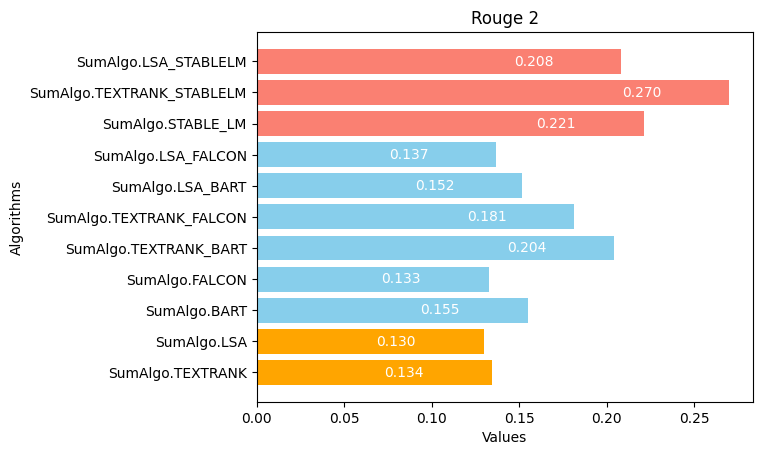 Rouge 2
Algorithms
SumAlgo.LSA_STABLELM 0.208
SumAlgo.TEXTRANK_STABLELM 0.270
SumAlgo.STABLE_LM 0.221
SumAlgo.LSA_FALCON 0.137
SumAlgo.LSA_BART 0.152
SumAlgo.TEXTRANK_FALCON 0.181
SumAlgo.TEXTRANK_BART 0.204
SumAlgo.FALCON 0.133
SumAlgo.BART 0.155
SumAlgo.LSA 0.130
SumAlgo.TEXTRANK 0.134
0.00 0.05 0.10 0.15 0.20 0.25
Values